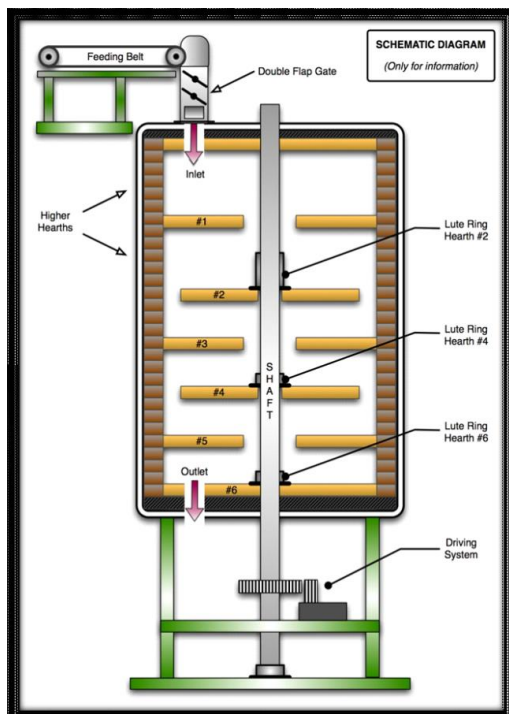 Feeding Belt
SCHEMATIC DIAGRAM
(Only for information)
Double Flap Gate
Inlet
Higher
Hearths
#1
Lute Ring
Hearth #2
#2
#3
Lute Ring
Hearth #4
SHAFT
#4
#5
Lute Ring
Hearth #6
Outlet
#6
Driving
System